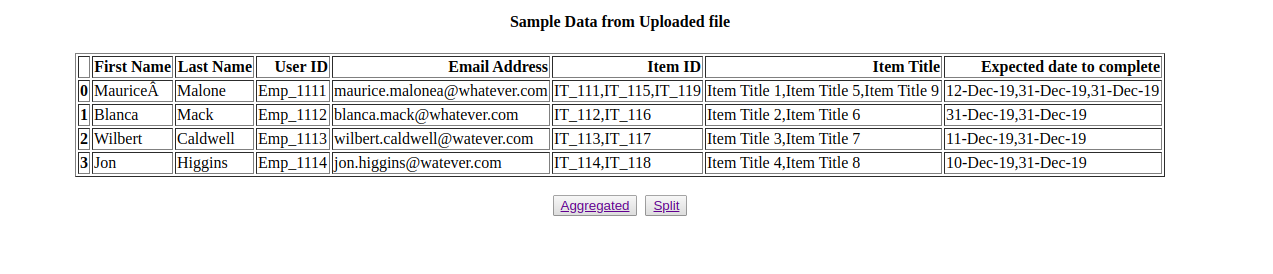 Sample Data from Uploaded file
First Name Last Name User ID Email Address Item ID Item Title Expected date to complete
0 MauriceÂ Malone Emp_1111 maurice.malonea@whatever.com IT_111,IT_115,IT_119 Item Title 1,Item Title 5,Item Title 9 12-Dec-19,31-Dec-19,31-Dec-19
1 Blanca Mack Emp_1112 blanca.mack@whatever.com IT_112,IT_116 Item Title 2,Item Title 6 31-Dec-19,31-Dec-19
2 Wilbert Caldwell Emp_1113 wilbert.caldwell@watever.com IT_113,IT_117 Item Title 3,Item Title 7 11-Dec-19,31-Dec-19
3 Jon Higgins Emp_1114 jon.higgins@watever.com IT_114,IT_118 Item Title 4,Item Title 8 10-Dec-19,31-Dec-19
Aggregated Split